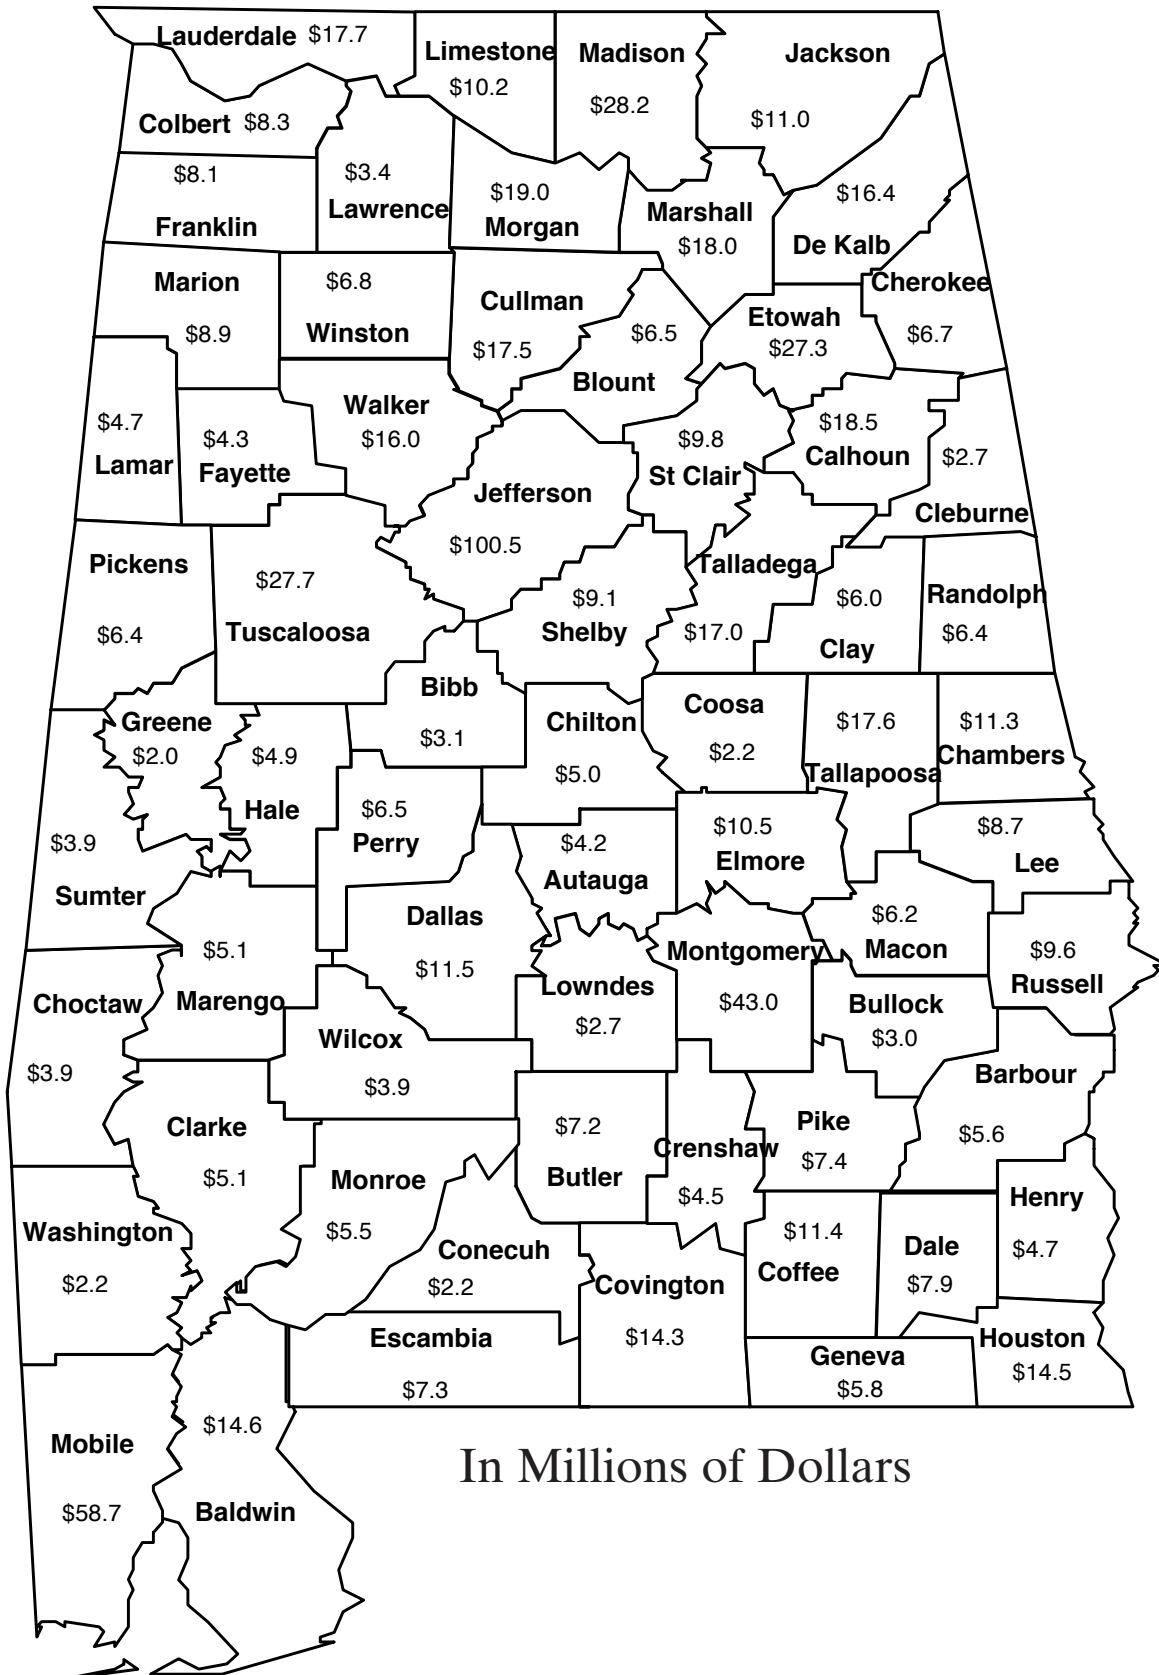 Lauderdale $17.7
Limestone
$10.2
Madison
$28.2
Jackson
$11.0
Colbert $8.3
$8.1
Franklin
$3.4
Lawrence
$19.0
Morgan
Marshall
$18.0
$16.4
De Kalb
Cherokee
$6.7
Marion
$8.9
$6.8
Winston
Cullman
$17.5
$6.5
Blount
Etowah
$27.3
$4.7
Lamar
$4.3
Fayette
Walker
$16.0
Jefferson
$100.5
$9.8
St Clair
$18.5
Calhoun
$2.7
Cleburne
Pickens
$6.4
$27.7
Tuscaloosa
$9.1
Shelby
Talladega
$17.0
$6.0
Clay
Randolph
$6.4
Greene
$2.0
$4.9
Hale
Bibb
$3.1
Chilton
$5.0
Coosa
$2.2
$17.6
Tallapoosa
$11.3
Chambers
$3.9
Sumter
$6.5
Perry
$4.2
Autauga
$10.5
Elmore
$8.7
Lee
$5.1
Marengo
Dallas
$11.5
Lowndes
$2.7
Montgomery
$43.0
$6.2
Macon
$9.6
Russell
Choctaw
$3.9
Wilcox
$3.9
Bullock
$3.0
Barbour
$5.6
Clarke
$5.1
Monroe
$5.5
$7.2
Butler
Crenshaw
$4.5
Pike
$7.4
Henry
$4.7
Washington
$2.2
Conecuh
$2.2
Covington
$14.3
$11.4
Coffee
Dale
$7.9
Escambia
$7.3
Geneva
$5.8
Houston
$14.5
Mobile
$58.7
$14.6
Baldwin
In Millions of Dollars